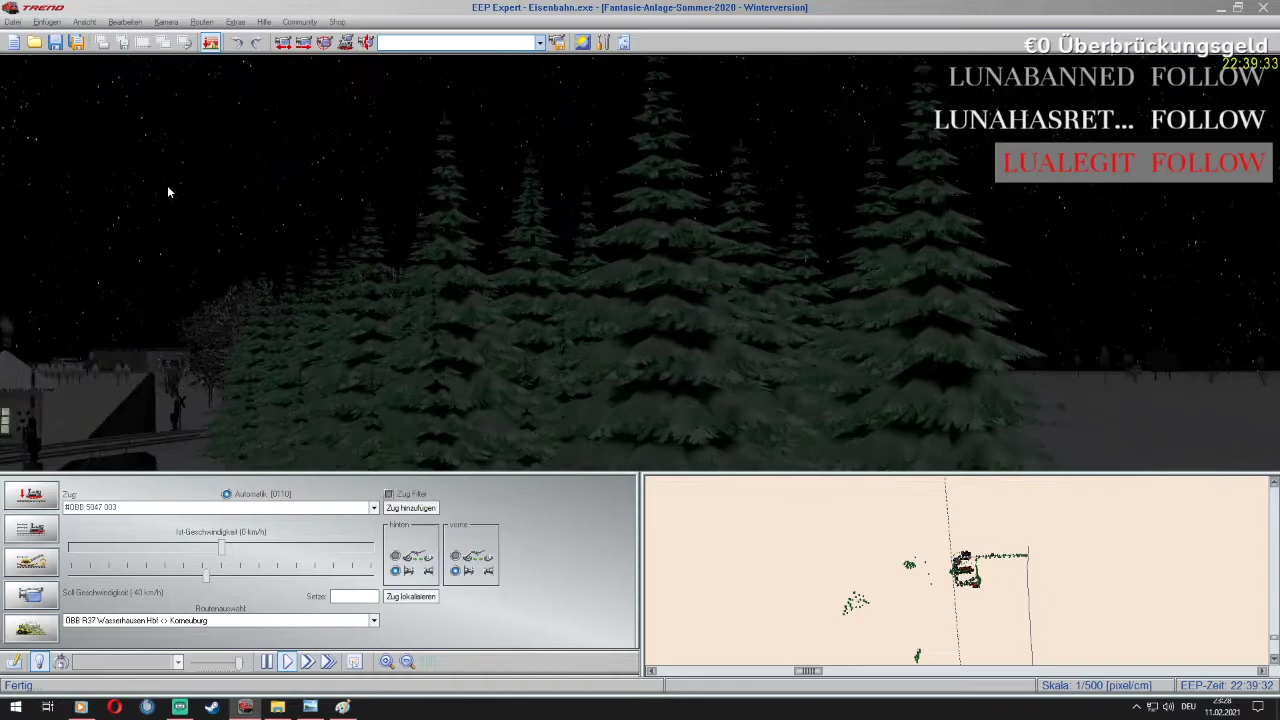 TREND
EEP Expert - Eisenbahn.exe - [Fantasie-Anlage-Sommer-2020 - Winterversion]
Datei Einfügen Ansicht Bearbeiten Kamera Routen Extras Hilfe Community Shop
€0 Überbrückungsgeld
22:39:33
LUNABANNED FOLLOW
LUNAHASRET... FOLLOW
LUALEGIT FOLLOW
Zug: Automatik [0110] Zug Filter
#ÖBB 5047 003 Zug hinzufügen
Ist-Geschwindigkeit (0 km/h) hinten vorne
Soll-Geschwindigkeit (-40 km/h) Setze: Zug lokalisieren
Routenauswahl
ÖBB R37 Wasserhausen Hbf <> Korneuburg
Fertig... Skala: 1/500 [pixel/cm] EEP-Zeit: 22:39:32
DEU 23:28
11.02.2021